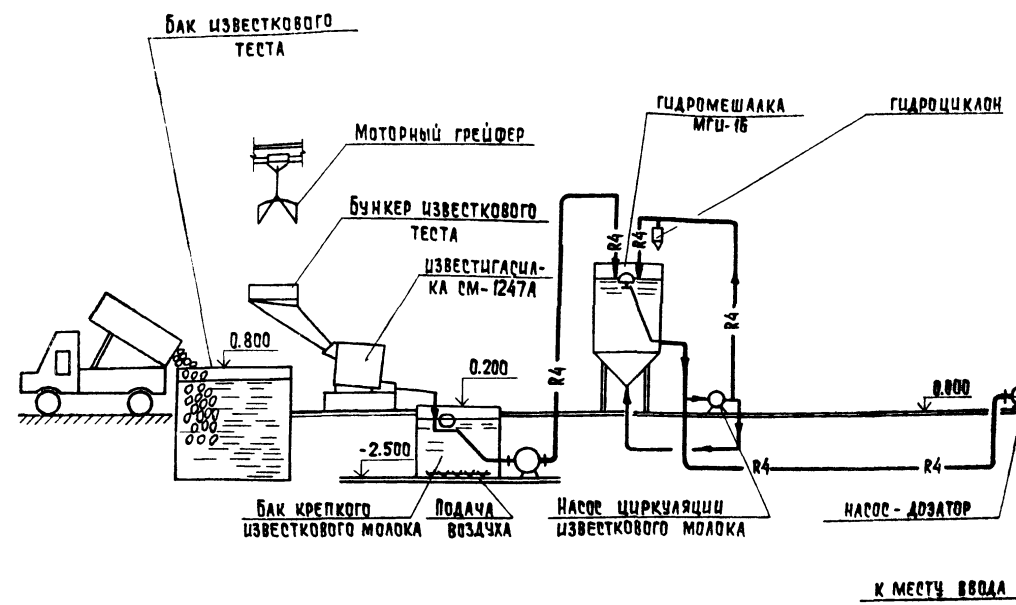 БАК ИЗВЕСТКОВОГО
ТЕСТА
ГИДРОМЕШАЛКА
МГИ-16
ГИДРОЦИКЛОН
МОТОРНЫЙ ГРЕЙФЕР
БУНКЕР ИЗВЕСТКОВОГО
ТЕСТА
ИЗВЕСТИГАСИЛ-
КА СМ-1247А
R4
R4
R4
R4
R4
0.800
0.200
0.000
-2.500
R4
R4
БАК КРЕПКОГО
ИЗВЕСТКОВОГО МОЛОКА
ПОДАЧА
ВОЗДУХА
НАСОС ЦИРКУЛЯЦИИ
ИЗВЕСТКОВОГО МОЛОКА
НАСОС-ДОЗАТОР
К МЕСТУ ВВОДА